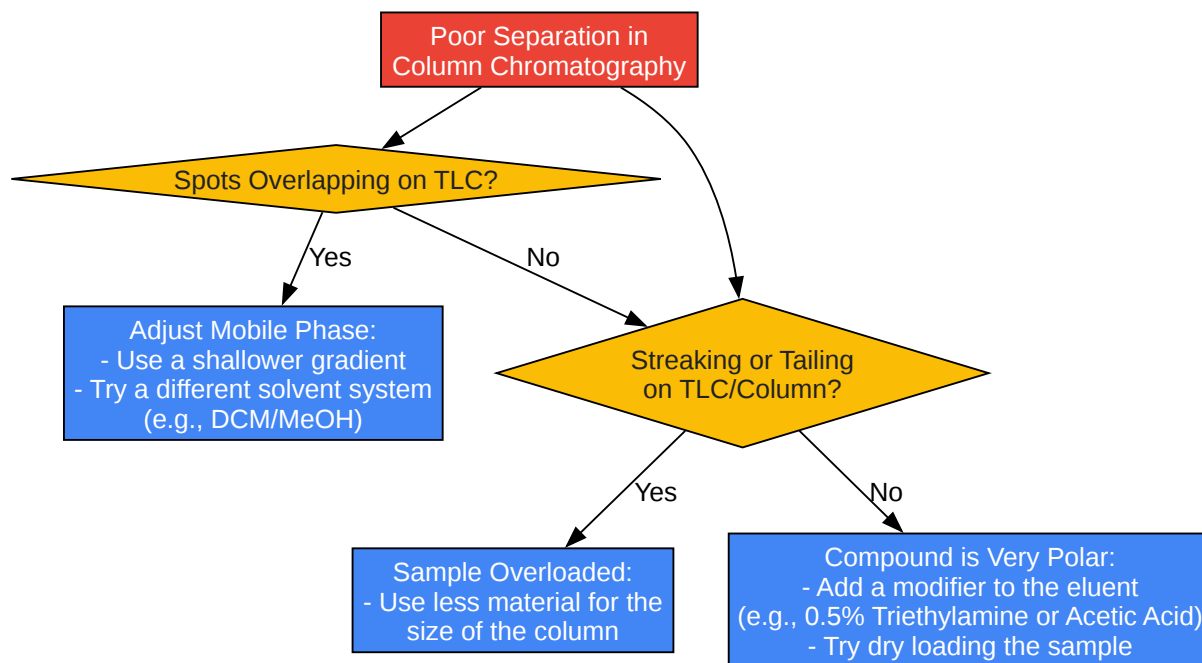 Poor Separation in
Column Chromatography
Spots Overlapping on TLC?
Yes
No
Adjust Mobile Phase:
- Use a shallower gradient
- Try a different solvent system
(e.g., DCM/MeOH)
Streaking or Tailing
on TLC/Column?
Yes
No
Sample Overloaded:
- Use less material for the
size of the column
Compound is Very Polar:
- Add a modifier to the eluent
(e.g., 0.5% Triethylamine or Acetic Acid)
- Try dry loading the sample